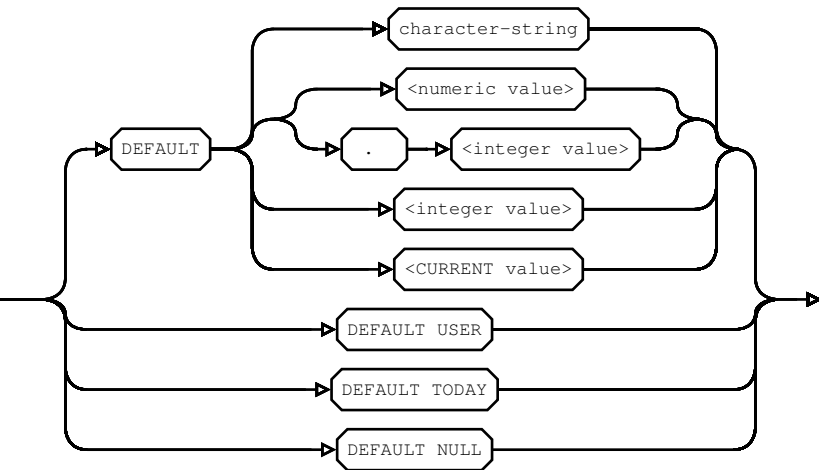 character-string
<numeric value>
DEFAULT
. <integer value>
<integer value>
<CURRENT value>
DEFAULT USER
DEFAULT TODAY
DEFAULT NULL